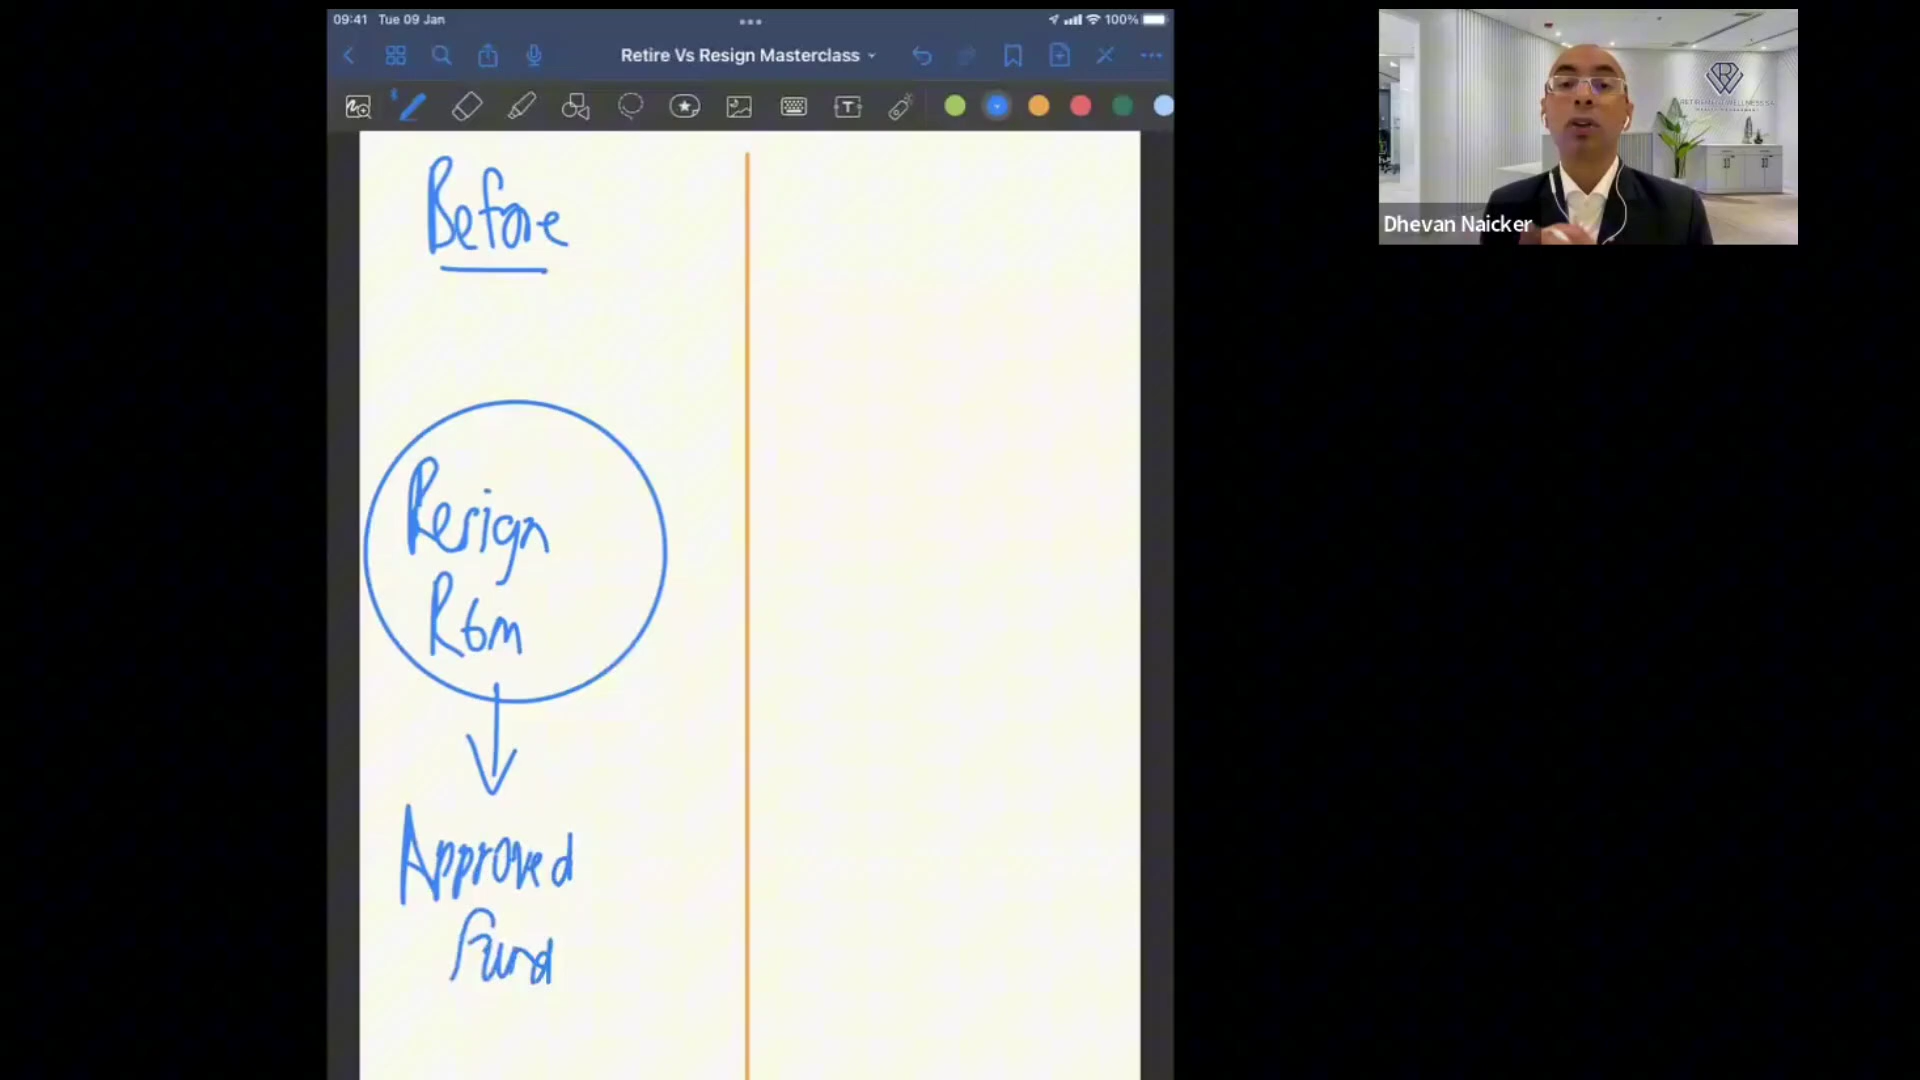 09:41 Tue 09 Jan
100%
Retire Vs Resign Masterclass
T
Before
Resign
R6m
Approved
Fund
Dhevan Naicker